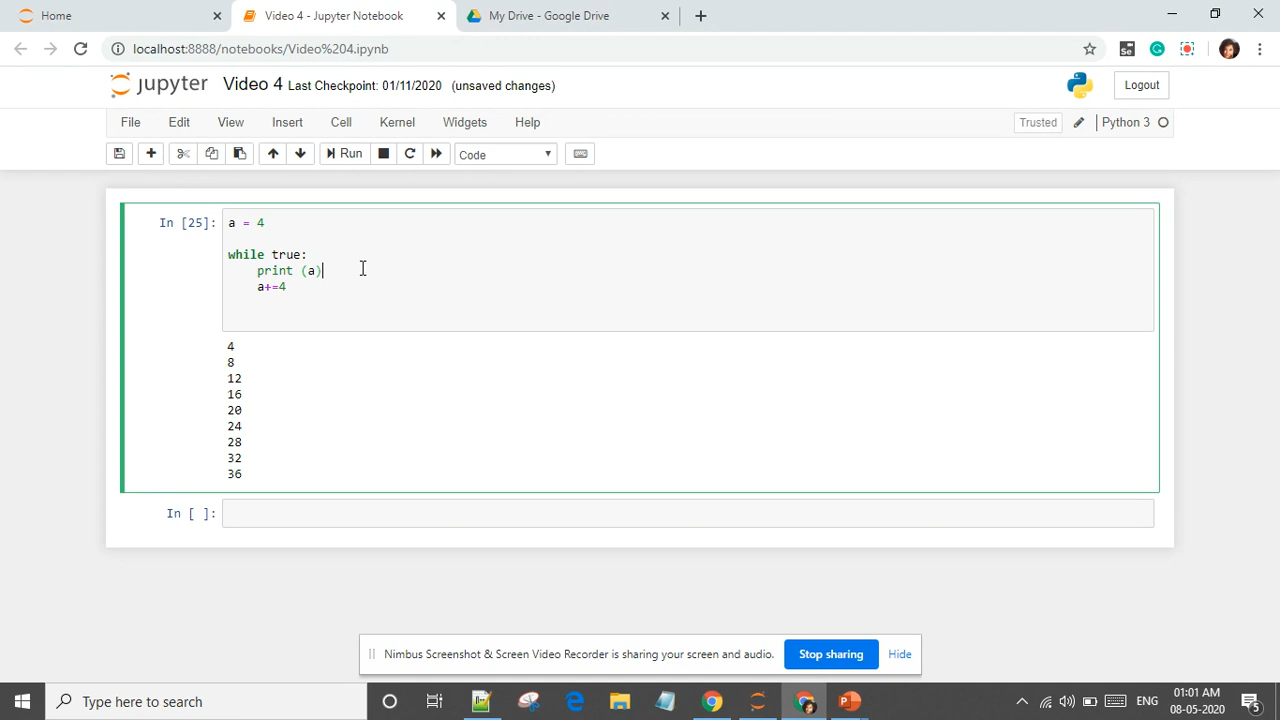 Home
Video 4 - Jupyter Notebook
My Drive - Google Drive
localhost:8888/notebooks/Video%204.ipynb
jupyter Video 4 Last Checkpoint: 01/11/2020 (unsaved changes)
Logout
File Edit View Insert Cell Kernel Widgets Help
Trusted
Python 3
Run
Code
In [25]:
a = 4
while true:
print (a)
a+=4
4
8
12
16
20
24
28
32
36
In [ ]:
Nimbus Screenshot & Screen Video Recorder is sharing your screen and audio.
Stop sharing
Hide
Type here to search
ENG
01:01 AM
08-05-2020
5